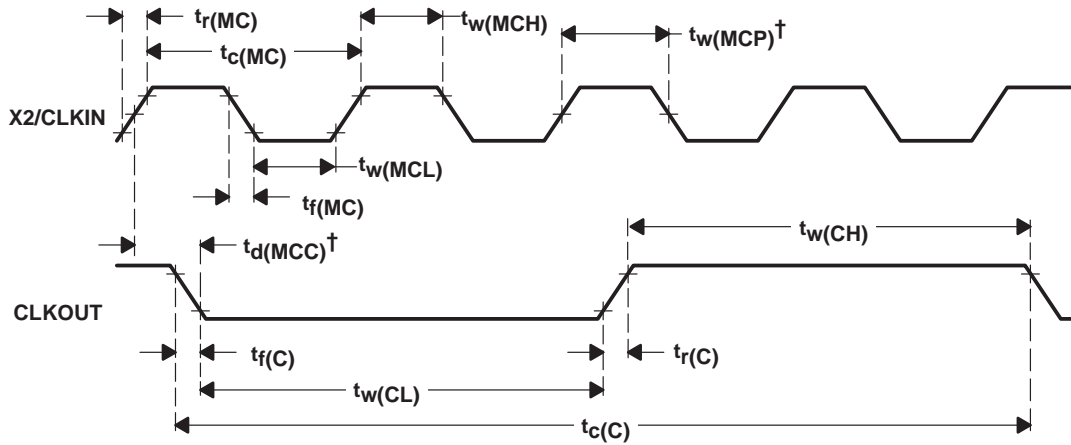 tr(MC)
tw(MCH)
tw(MCP)†
tc(MC)
X2/CLKIN
tw(MCL)
tf(MC)
tw(CH)
td(MCC)†
CLKOUT
tf(C)
tr(C)
tw(CL)
tc(C)